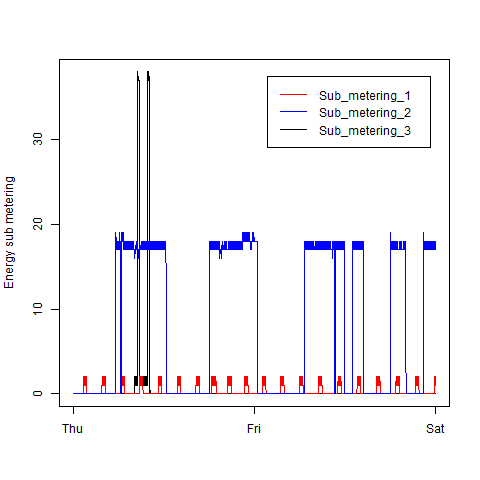 Sub_metering_1
Sub_metering_2
Sub_metering_3
Energy sub metering
30
20
10
0
Thu
Fri
Sat